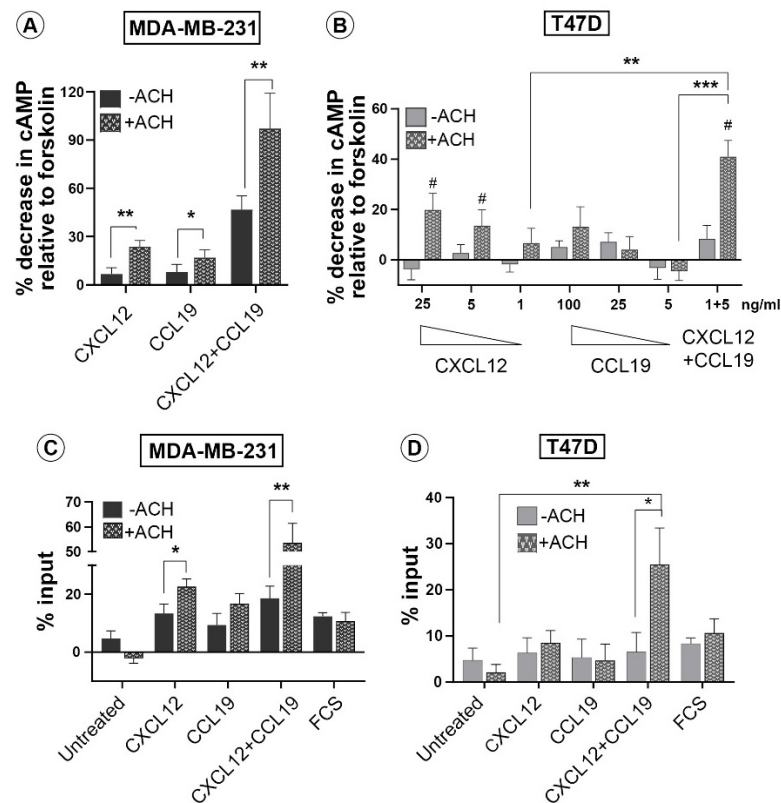 A
MDA-MB-231
% decrease in cAMP
relative to forskolin
120
90
60
30
0
-ACH
+ACH
**
*
**
CXCL12
CCL19
CXCL12+CCL19
B
T47D
% decrease in cAMP
relative to forskolin
60
40
20
0
-ACH
+ACH
**
***
#
#
#
25 5 1 100 25 5 1+5 ng/ml
CXCL12
CCL19
CXCL12
+CCL19
C
MDA-MB-231
% input
70
60
50
20
0
-ACH
+ACH
*
**
Untreated
CXCL12
CCL19
CXCL12+CCL19
FCS
D
T47D
% input
40
30
20
10
0
-ACH
+ACH
**
*
Untreated
CXCL12
CCL19
CXCL12+CCL19
FCS